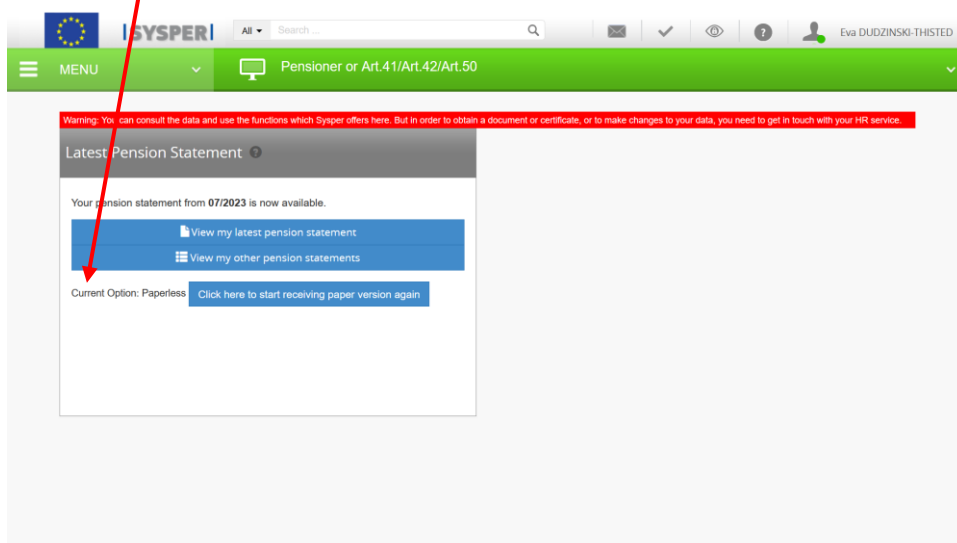 SYSPER All Search ... ? Eva DUDZINSKI-THISTED
MENU Pensioner or Art.41/Art.42/Art.50
Warning: You can consult the data and use the functions which Sysper offers here. But in order to obtain a document or certificate, or to make changes to your data, you need to get in touch with your HR service.
Latest Pension Statement ?
Your pension statement from 07/2023 is now available.
View my latest pension statement
View my other pension statements
Current Option: Paperless Click here to start receiving paper version again